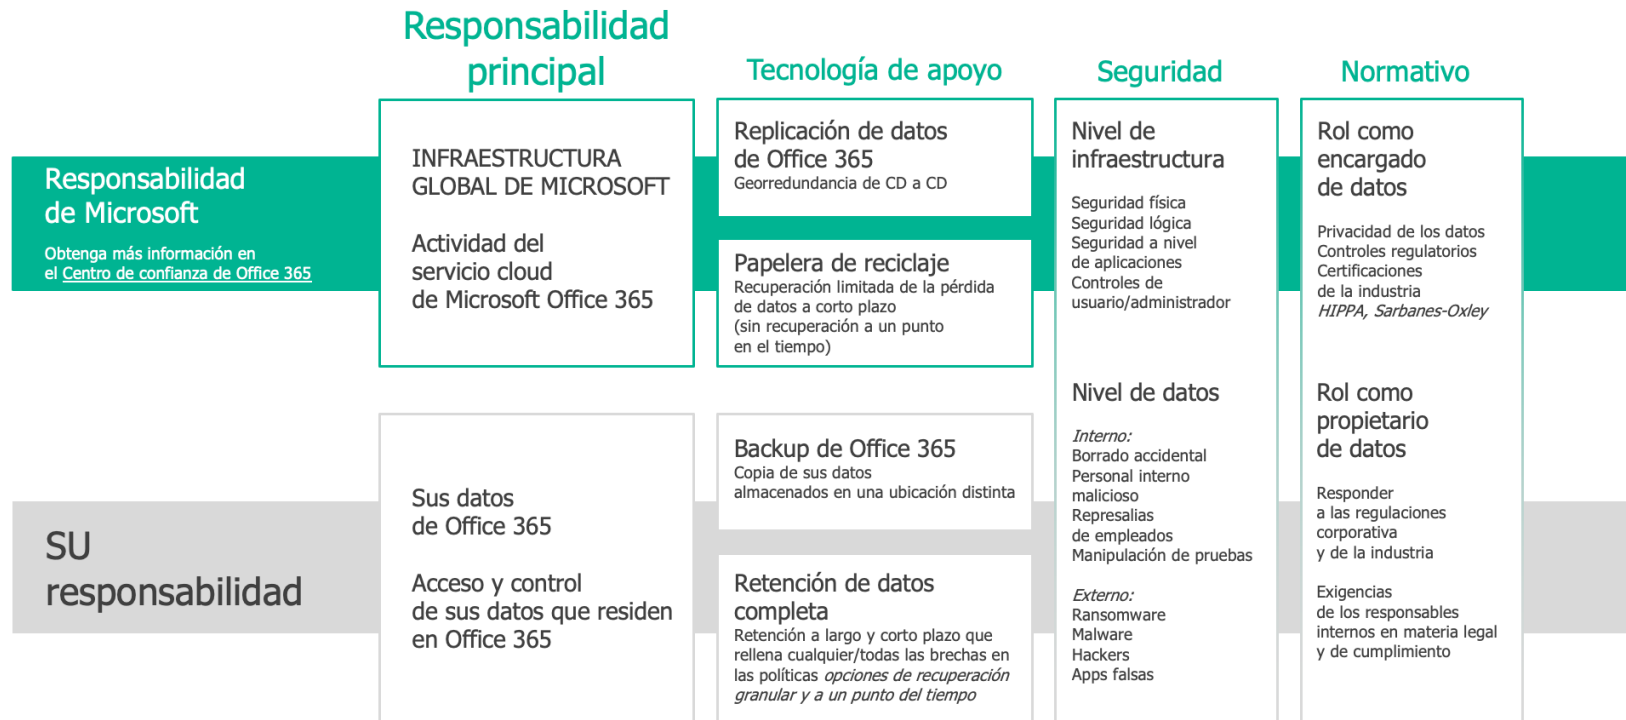 Responsabilidad
principal
Tecnología de apoyo
Seguridad
Normativo
Responsabilidad
de Microsoft
Obtenga más información en
el Centro de confianza de Office 365
INFRAESTRUCTURA
GLOBAL DE MICROSOFT
Actividad del
servicio cloud
de Microsoft Office 365
Replicación de datos
de Office 365
Georredundancia de CD a CD
Papelera de reciclaje
Recuperación limitada de la pérdida
de datos a corto plazo
(sin recuperación a un punto
en el tiempo)
Nivel de
infraestructura
Seguridad física
Seguridad lógica
Seguridad a nivel
de aplicaciones
Controles de
usuario/administrador
Rol como
encargado
de datos
Privacidad de los datos
Controles regulatorios
Certificaciones
de la industria
HIPPA, Sarbanes-Oxley
SU
responsabilidad
Sus datos
de Office 365
Acceso y control
de sus datos que residen
en Office 365
Backup de Office 365
Copia de sus datos
almacenados en una ubicación distinta
Retención de datos
completa
Retención a largo y corto plazo que
rellena cualquier/todas las brechas en
las políticas opciones de recuperación
granular y a un punto del tiempo
Nivel de datos
Interno:
Borrado accidental
Personal interno
malicioso
Represalias
de empleados
Manipulación de pruebas
Externo:
Ransomware
Malware
Hackers
Apps falsas
Rol como
propietario
de datos
Responder
a las regulaciones
corporativa
y de la industria
Exigencias
de los responsables
internos en materia legal
y de cumplimiento